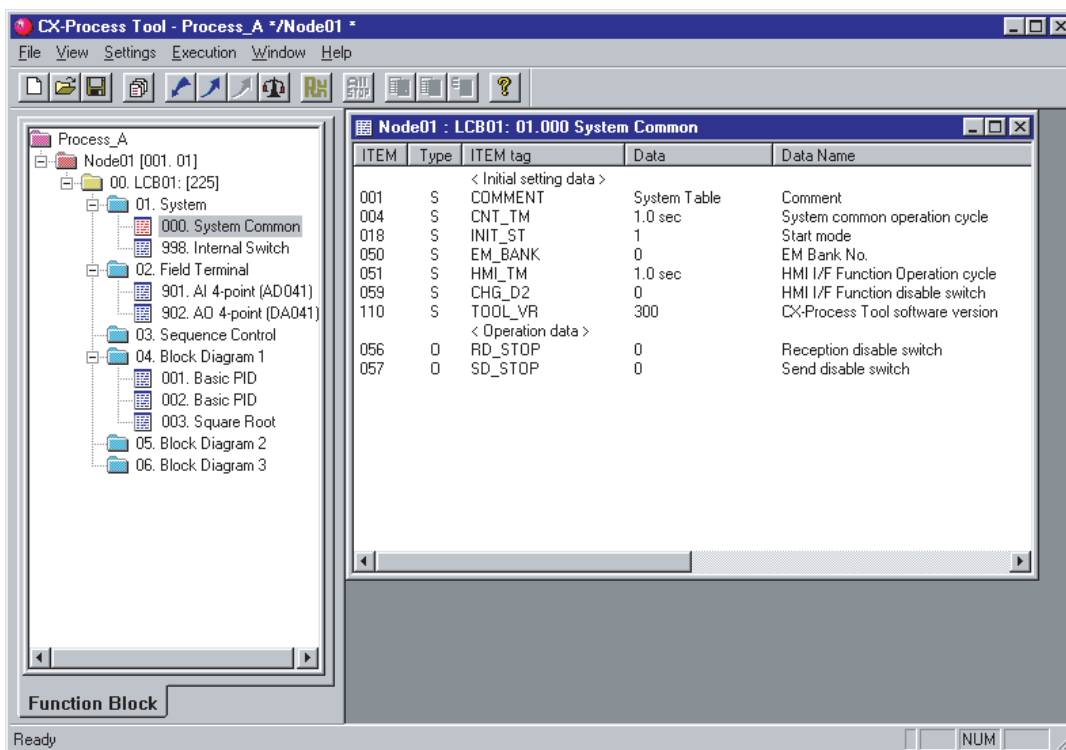 CX-Process Tool - Process_A */Node01 *
File View Settings Execution Window Help
Process_A
Node01 [001. 01]
00. LCB01: [225]
01. System
000. System Common
998. Internal Switch
02. Field Terminal
901. AI 4-point (AD041)
902. AO 4-point (DA041)
03. Sequence Control
04. Block Diagram 1
001. Basic PID
002. Basic PID
003. Square Root
05. Block Diagram 2
06. Block Diagram 3
Function Block
Node01 : LCB01: 01.000 System Common
ITEM Type ITEM tag Data Data Name
< Initial setting data >
001 S COMMENT System Table Comment
004 S CNT_TM 1.0 sec System common operation cycle
018 S INIT_ST 1 Start mode
050 S EM_BANK 0 EM Bank No.
051 S HMI_TM 1.0 sec HMI I/F Function Operation cycle
059 S CHG_D2 0 HMI I/F Function disable switch
110 S TOOL_VR 300 CX-Process Tool software version
< Operation data >
056 O RD_STOP 0 Reception disable switch
057 O SD_STOP 0 Send disable switch
Ready NUM